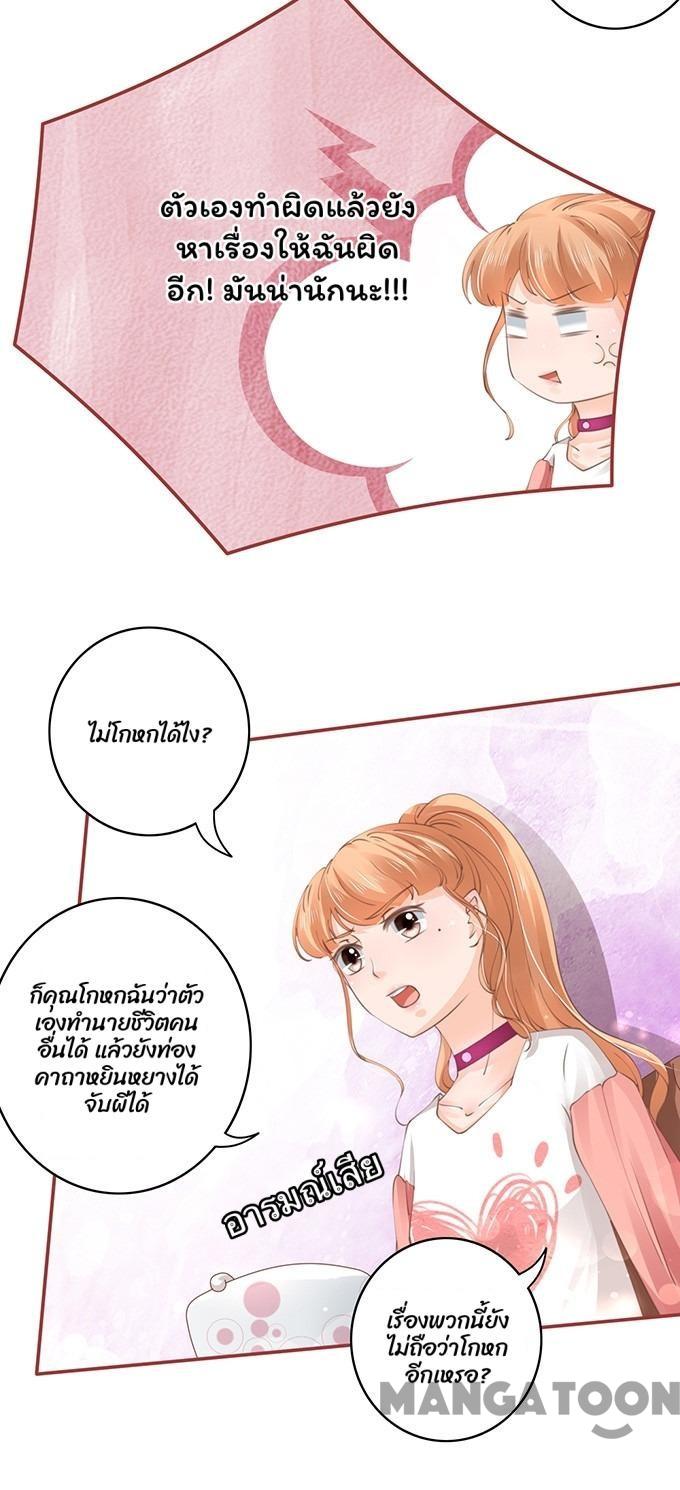 ตัวเองทำผิดแล้วยัง
หาเรื่องให้ฉันผิด
อีก! มันน่านักนะ!!!
ไม่โกหกได้ไง?
ก็คุณโกหกฉันว่าตัว
เองทำนายชีวิตคน
อื่นได้ แล้วยังท่อง
คาถาหยินหยางได้
จับผีได้
อารมณ์เสีย
เรื่องพวกนี้ยัง
ไม่ถือว่าโกหก
อีกเหรอ?
MANGATOON